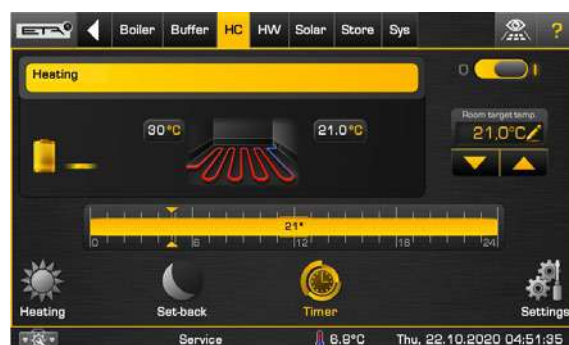 ETA Boiler Buffer HC HW Solar Store Sys ?
Heating
O I
30°C 21.0°C
Room target temp.
21,0°C
21°
0 6 12 18 24
Heating Set-back Timer Settings
Service 6.9°C Thu, 22.10.2020 04:51:35